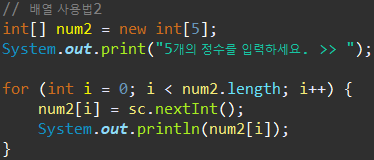 // 배열 사용법2
int[] num2 = new int[5];
System.out.print("5개의 정수를 입력하세요. >> ");

for (int i = 0; i < num2.length; i++) {
    num2[i] = sc.nextInt();
    System.out.println(num2[i]);
}